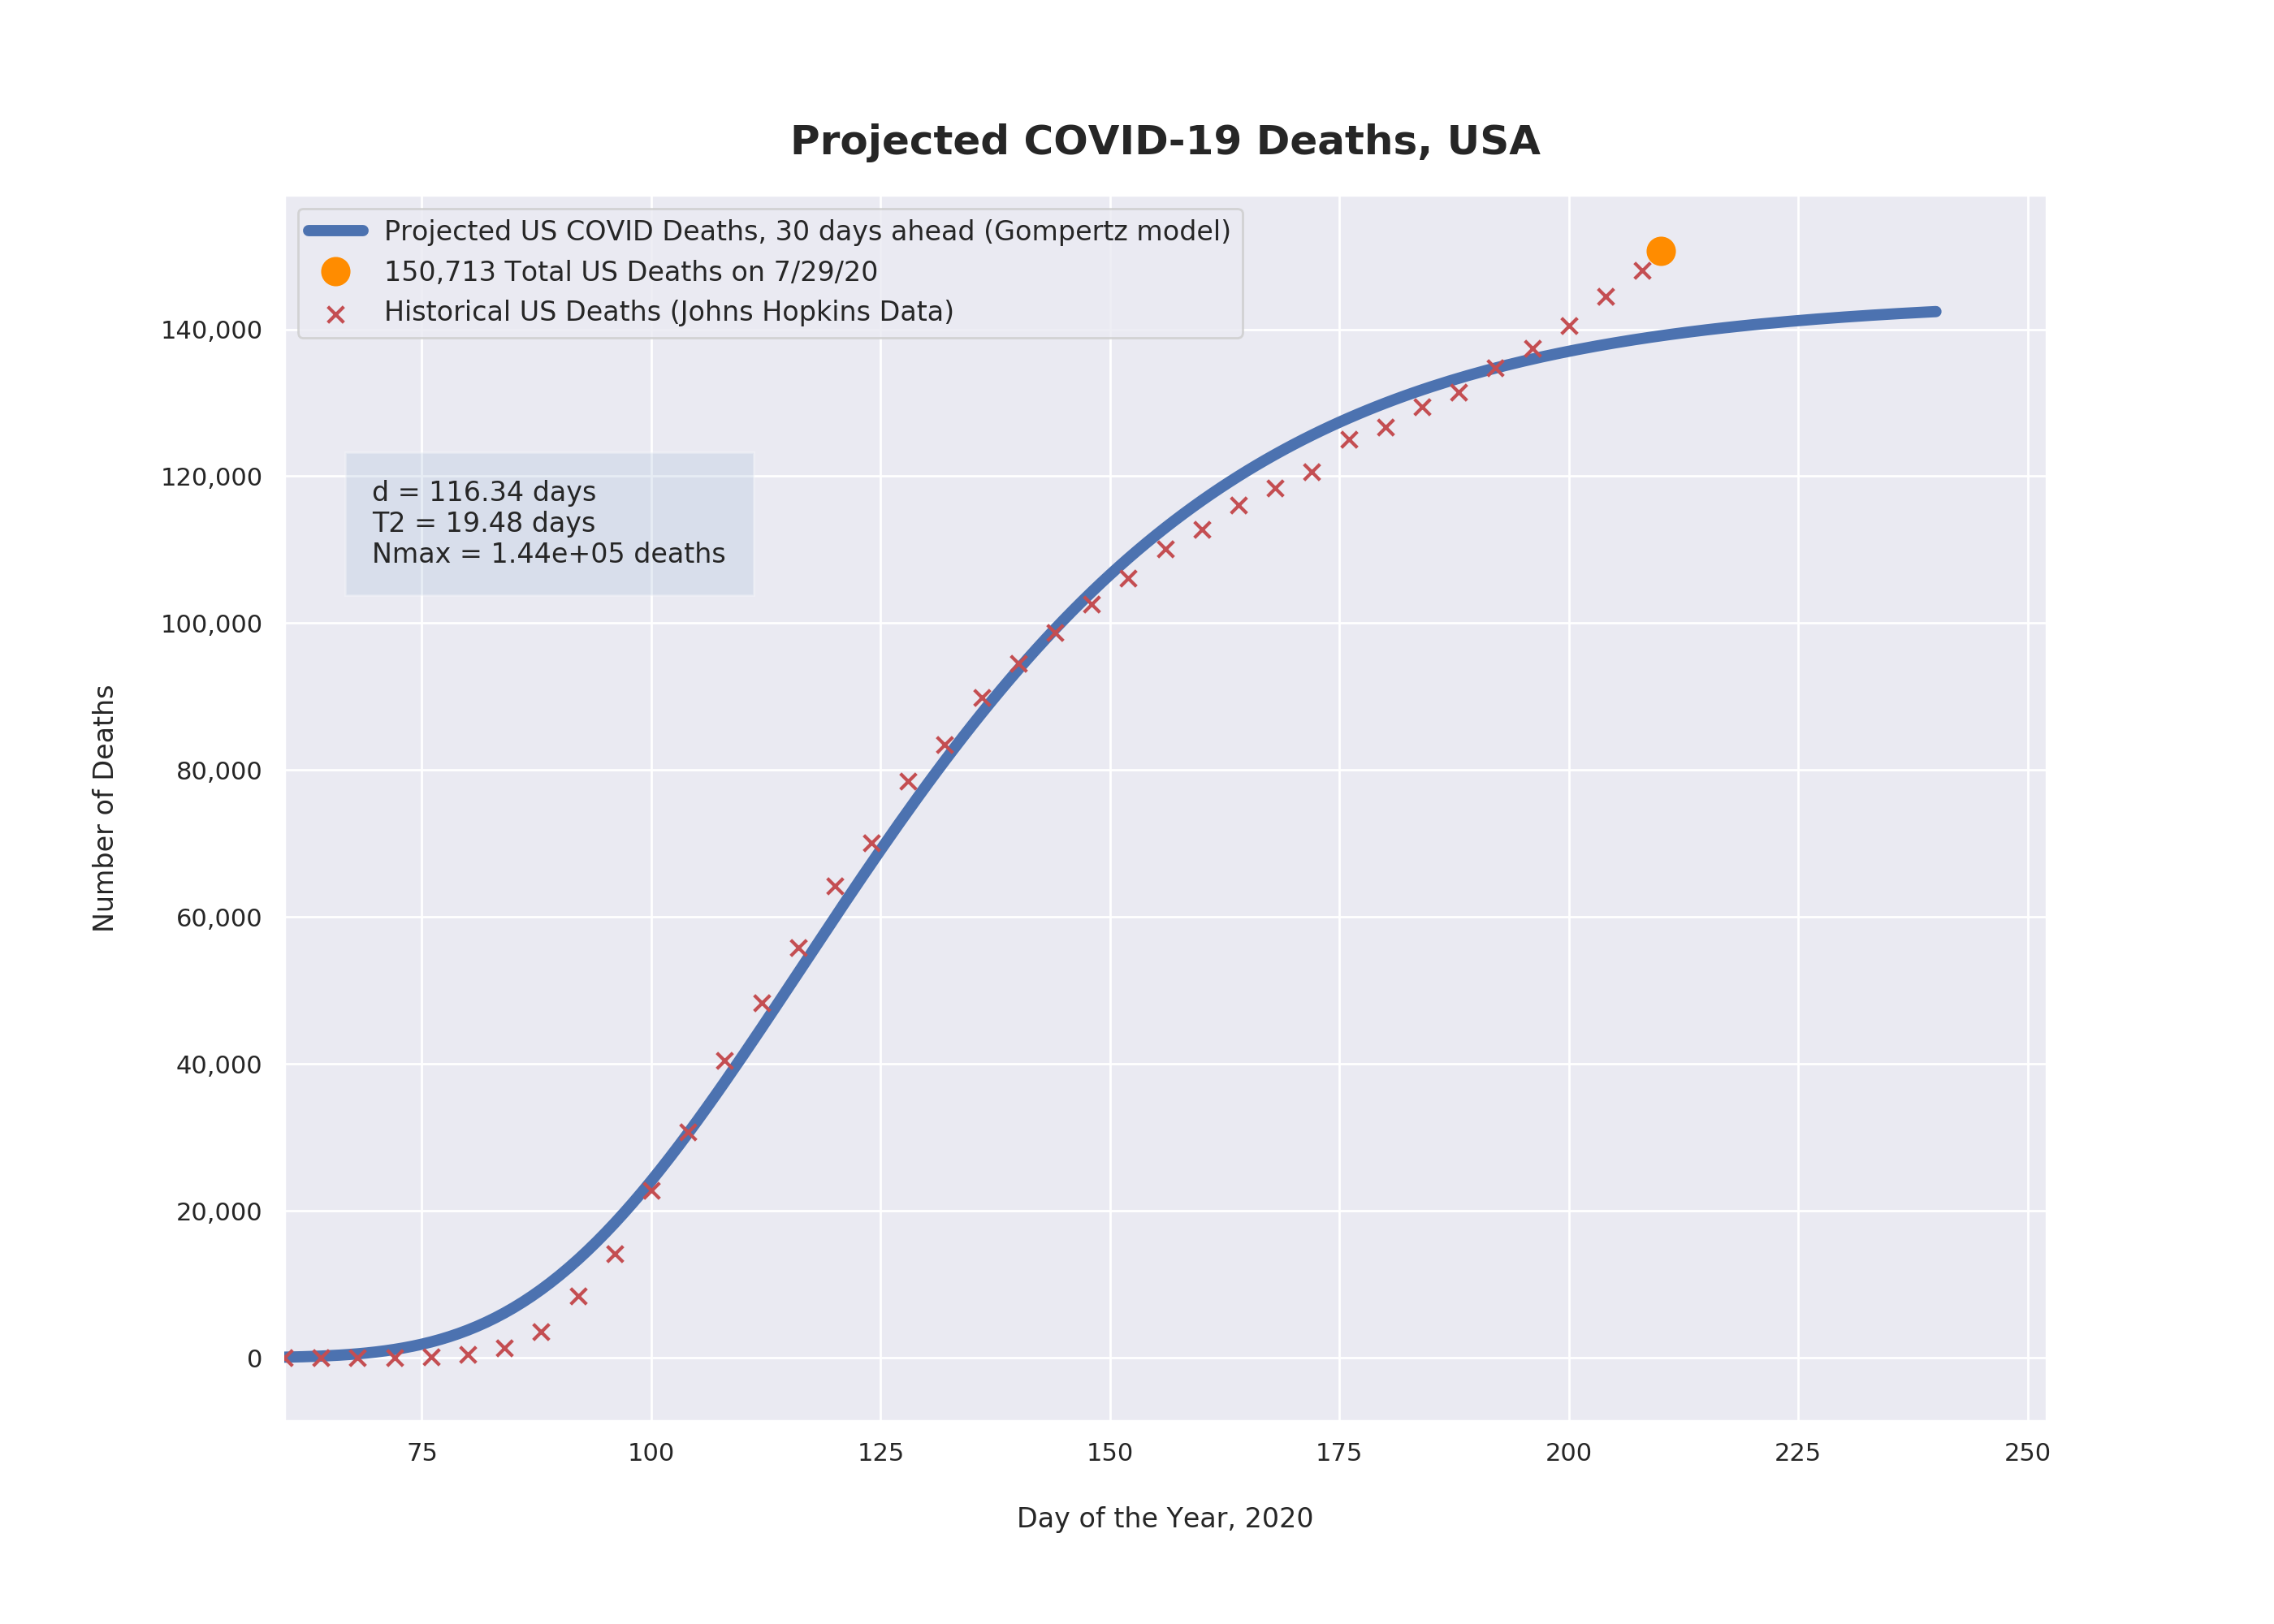 Projected COVID-19 Deaths, USA
Projected US COVID Deaths, 30 days ahead (Gompertz model)
150,713 Total US Deaths on 7/29/20
Historical US Deaths (Johns Hopkins Data)
d = 116.34 days
T2 = 19.48 days
Nmax = 1.44e+05 deaths
Number of Deaths
140,000
120,000
100,000
80,000
60,000
40,000
20,000
0
75 100 125 150 175 200 225 250
Day of the Year, 2020